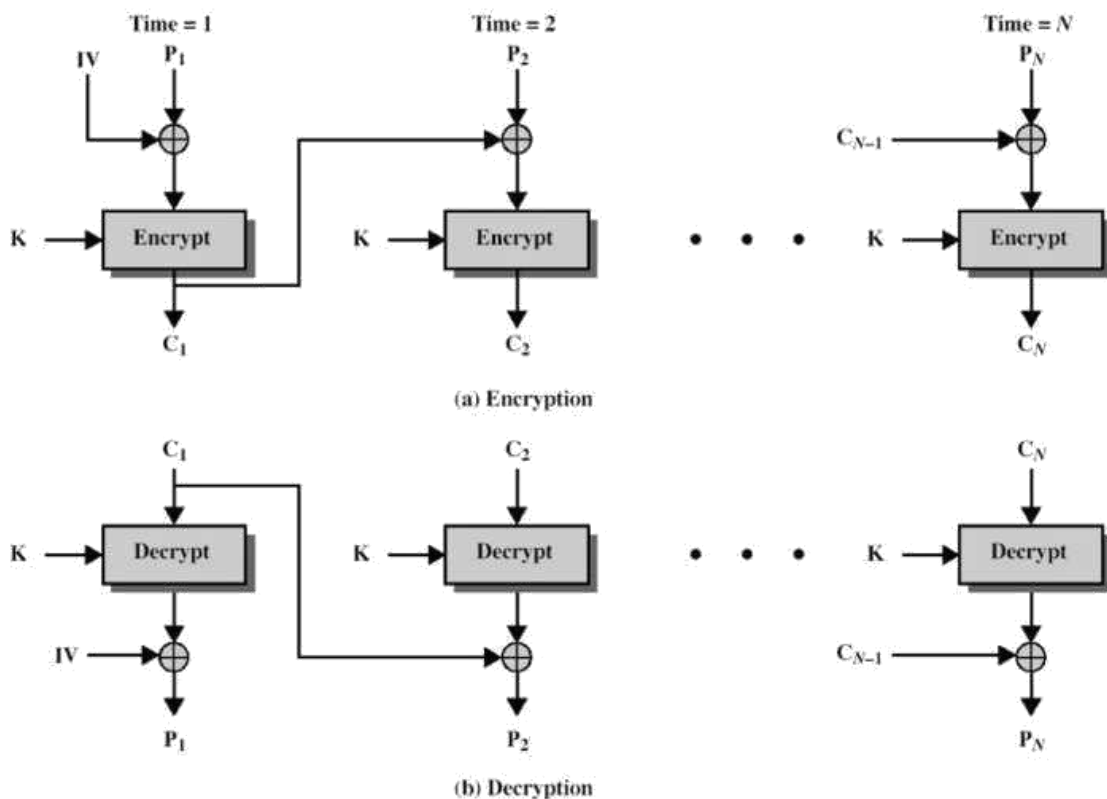 Time = 1 Time = 2 Time = N
IV P1 P2 PN
CN–1
K Encrypt K Encrypt K Encrypt
C1 C2 CN
(a) Encryption
C1 C2 CN
K Decrypt K Decrypt K Decrypt
IV CN–1
P1 P2 PN
(b) Decryption